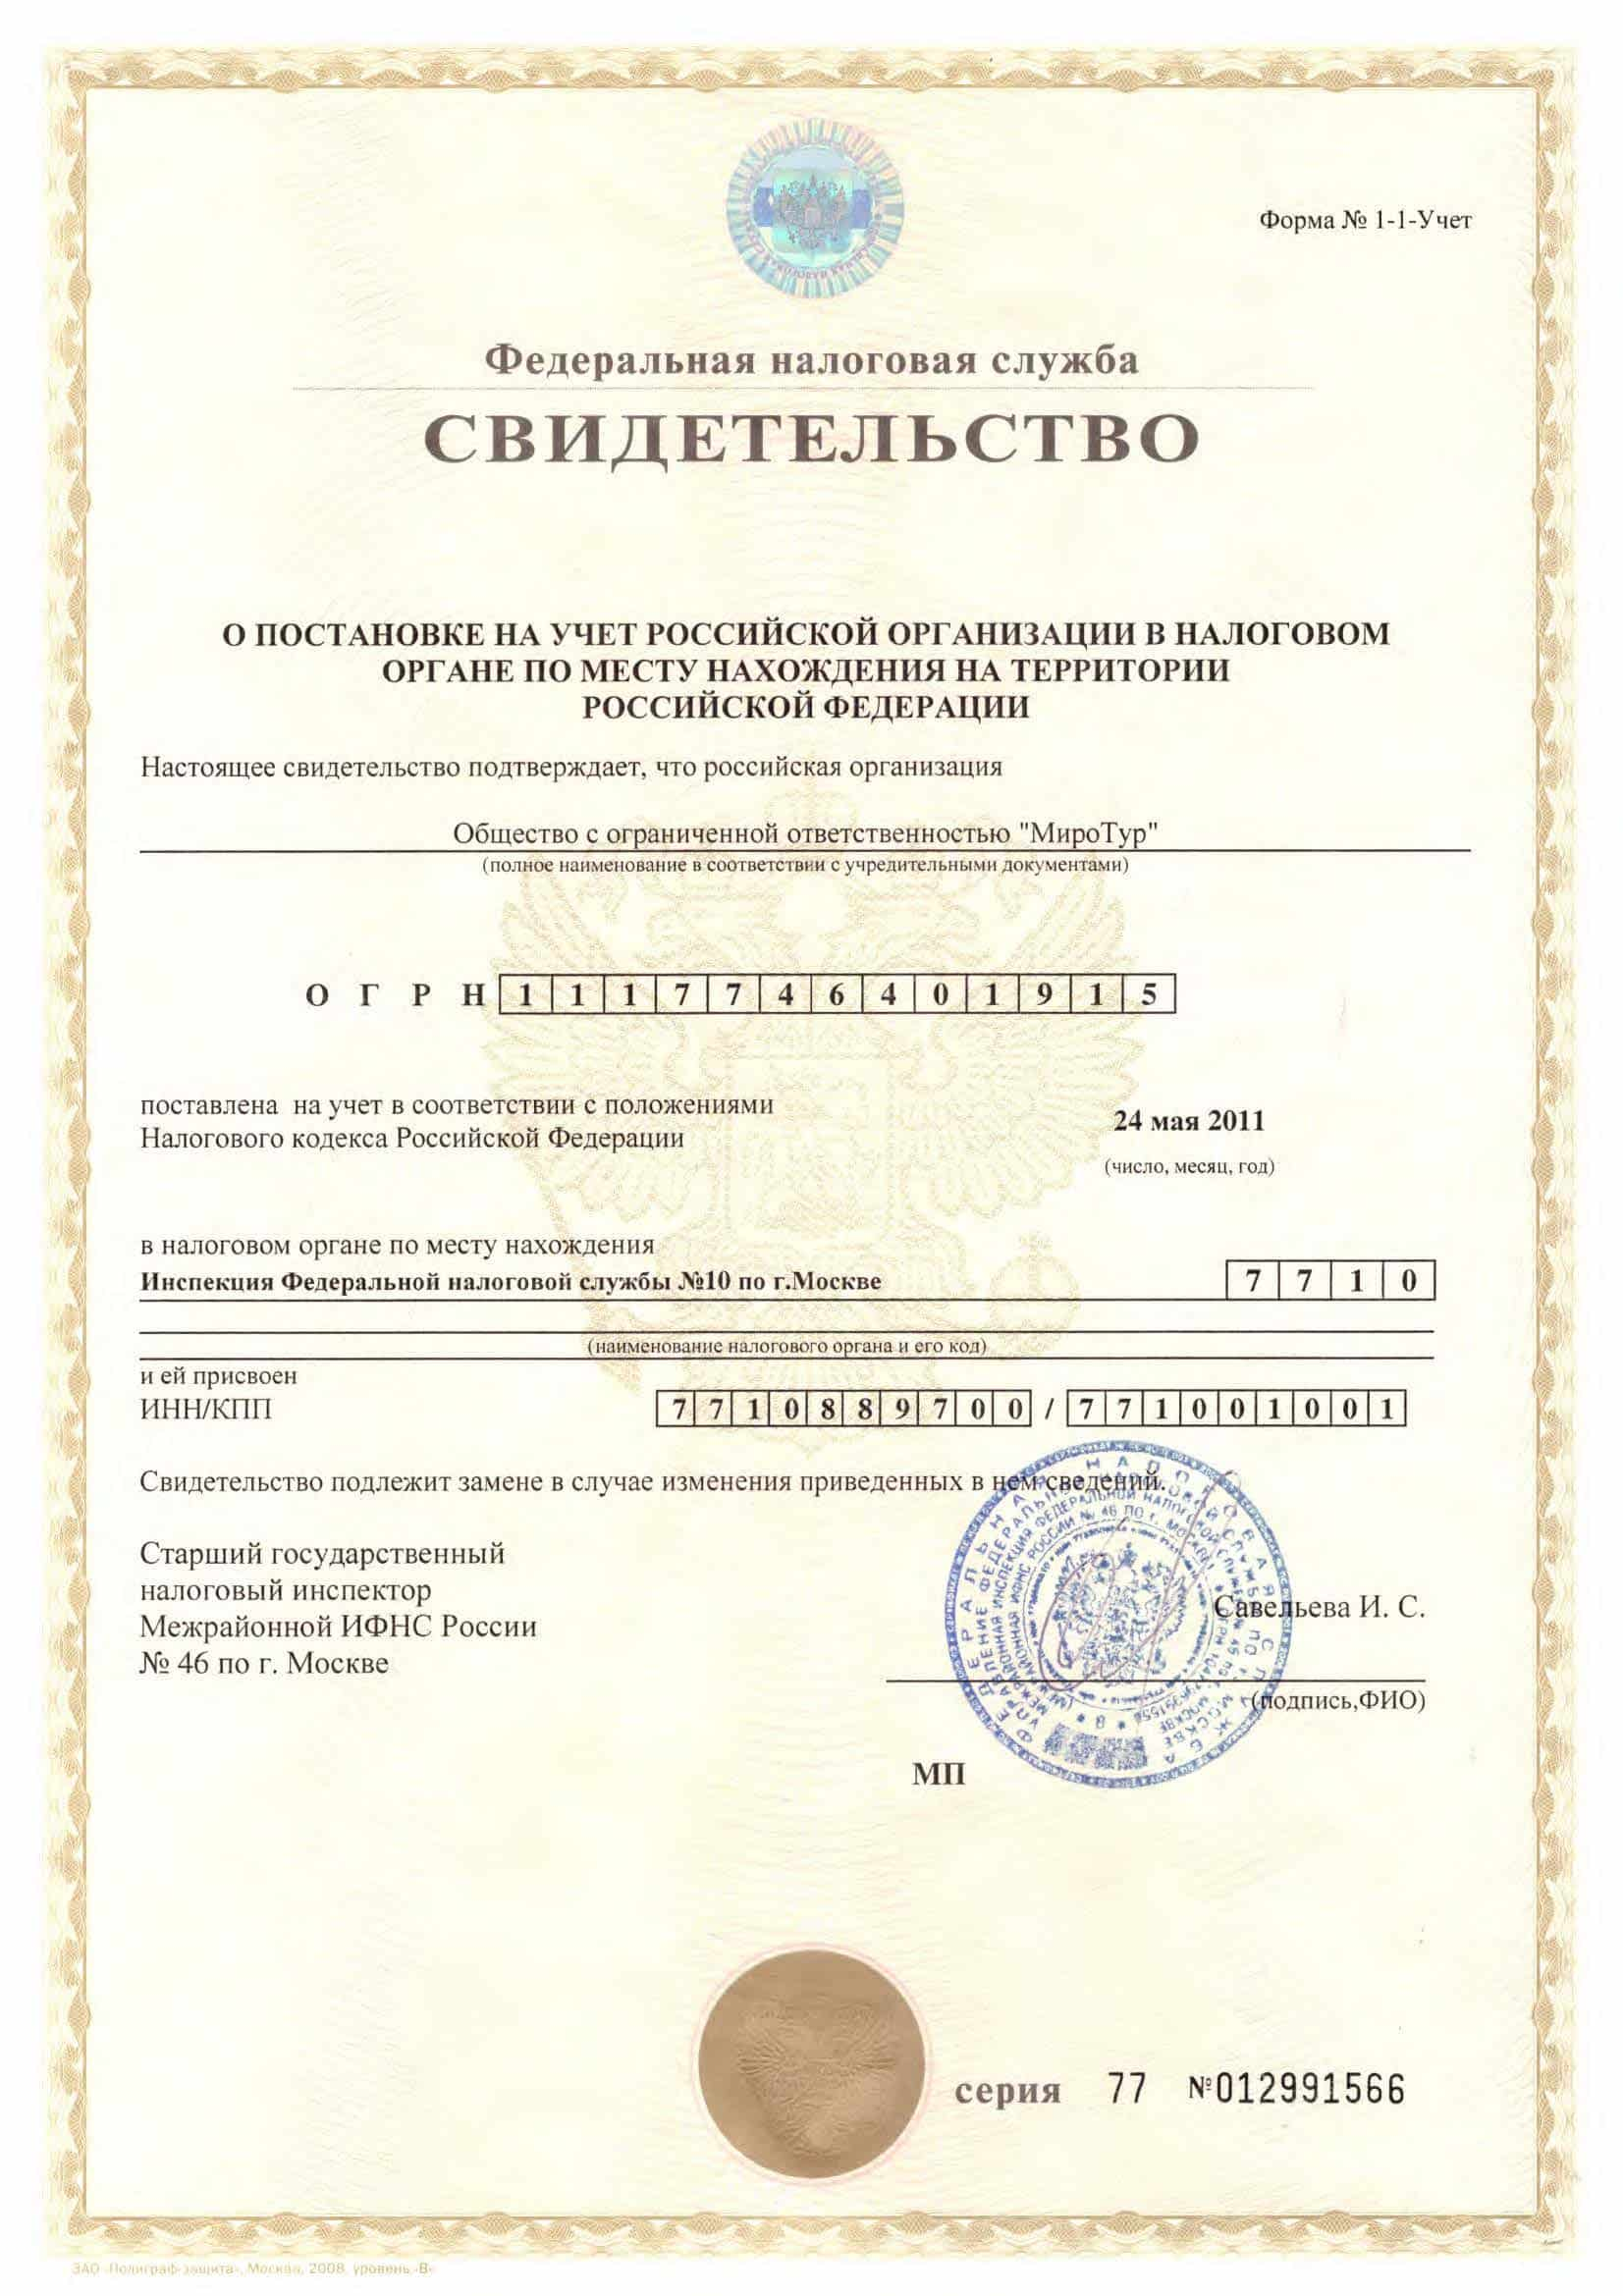 Форма № 1-1-Учет
Федеральная налоговая служба
СВИДЕТЕЛЬСТВО
О ПОСТАНОВКЕ НА УЧЕТ РОССИЙСКОЙ ОРГАНИЗАЦИИ В НАЛОГОВОМ
ОРГАНЕ ПО МЕСТУ НАХОЖДЕНИЯ НА ТЕРРИТОРИИ
РОССИЙСКОЙ ФЕДЕРАЦИИ
Настоящее свидетельство подтверждает, что российская организация
Общество с ограниченной ответственностью "МироТур"
(полное наименование в соответствии с учредительными документами)
О Г Р Н 1 1 1 7 7 4 6 4 0 1 9 1 5
поставлена на учет в соответствии с положениями
Налогового кодекса Российской Федерации
24 мая 2011
(число, месяц, год)
в налоговом органе по месту нахождения
Инспекция Федеральной налоговой службы №10 по г.Москве 7 7 1 0
(наименование налогового органа и его код)
и ей присвоен
ИНН/КПП 7 7 1 0 8 8 9 7 0 0 / 7 7 1 0 0 1 0 0 1
Свидетельство подлежит замене в случае изменения приведенных в нем сведений.
Старший государственный
налоговый инспектор
Межрайонной ИФНС России
№ 46 по г. Москве
Савельева И. С.
(подпись,ФИО)
МП
серия 77 №012991566
ЗАО «Полиграф-защита», Москва, 2008, уровень «В»